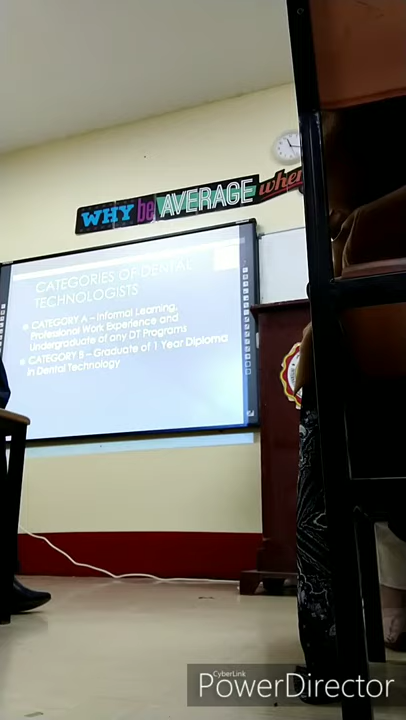 WHY be AVERAGE when
CATEGORIES OF DENTAL
TECHNOLOGISTS
CATEGORY A – Informal Learning,
Professional Work Experience and
Undergraduate of any DT Programs
CATEGORY B – Graduate of 1 Year Diploma
in Dental Technology
CyberLink
PowerDirector